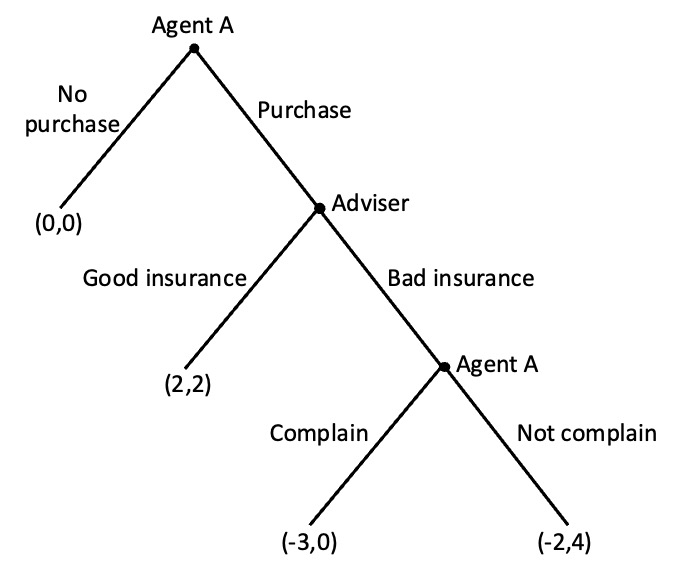 Agent A
No
purchase
Purchase
(0,0)
Adviser
Good insurance
Bad insurance
(2,2)
Agent A
Complain
Not complain
(-3,0)
(-2,4)